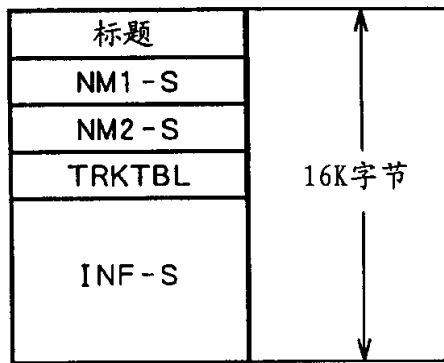 标题
NM1-S
NM2-S
TRKTBL
16K字节
INF-S